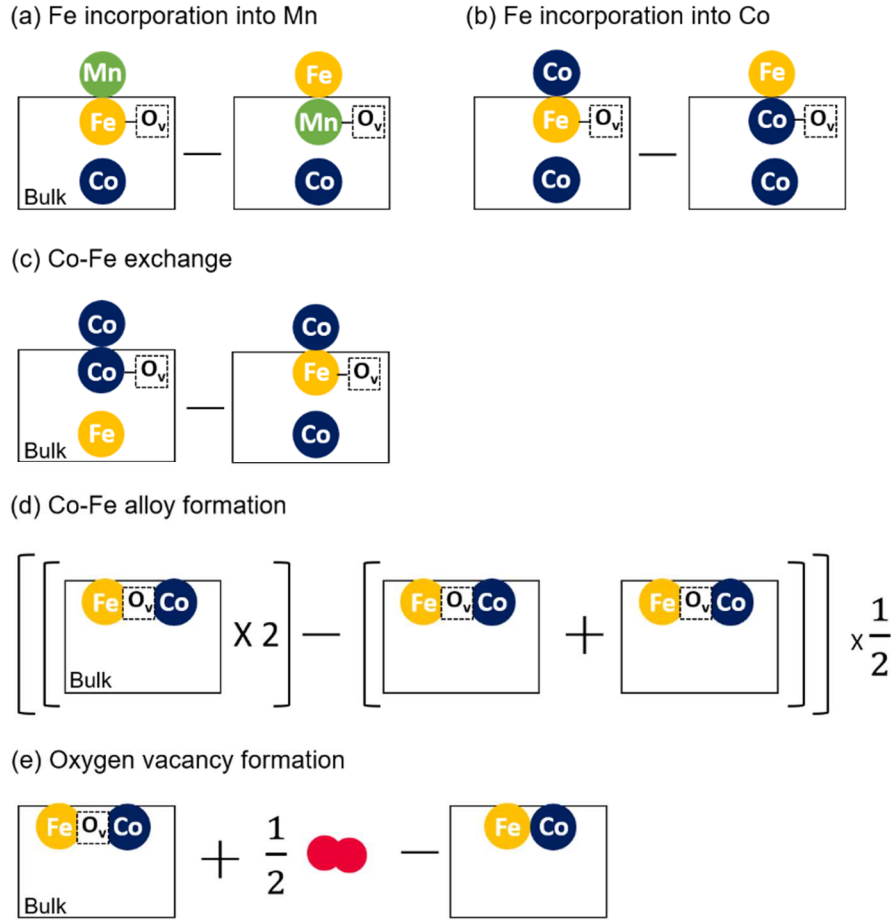 (a) Fe incorporation into Mn
(b) Fe incorporation into Co
Mn
Fe
Co
Fe
Fe
Oᵥ
Mn
Oᵥ
Fe
Oᵥ
Co
Oᵥ
—
—
Bulk
Co
Co
Co
Co
(c) Co-Fe exchange
Co
Co
Co
Oᵥ
—
Fe
Oᵥ
Bulk
Fe
Co
(d) Co-Fe alloy formation
[[ Fe Oᵥ Co X 2 ] — [ Fe Oᵥ Co + Fe Oᵥ Co ]] x 1/2
Bulk
(e) Oxygen vacancy formation
Fe Oᵥ Co + 1/2 — Fe Co
Bulk